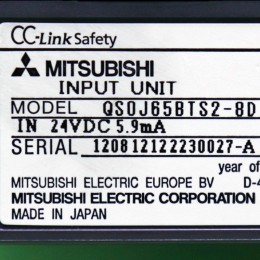 CC-Link Safety
MITSUBISHI
INPUT UNIT
MODEL QS0J65BTS2-8D
IN 24VDC 5.9mA
SERIAL 120812122230027-A
year of
MITSUBISHI ELECTRIC EUROPE BV D-4
MITSUBISHI ELECTRIC CORPORATION
MADE IN JAPAN